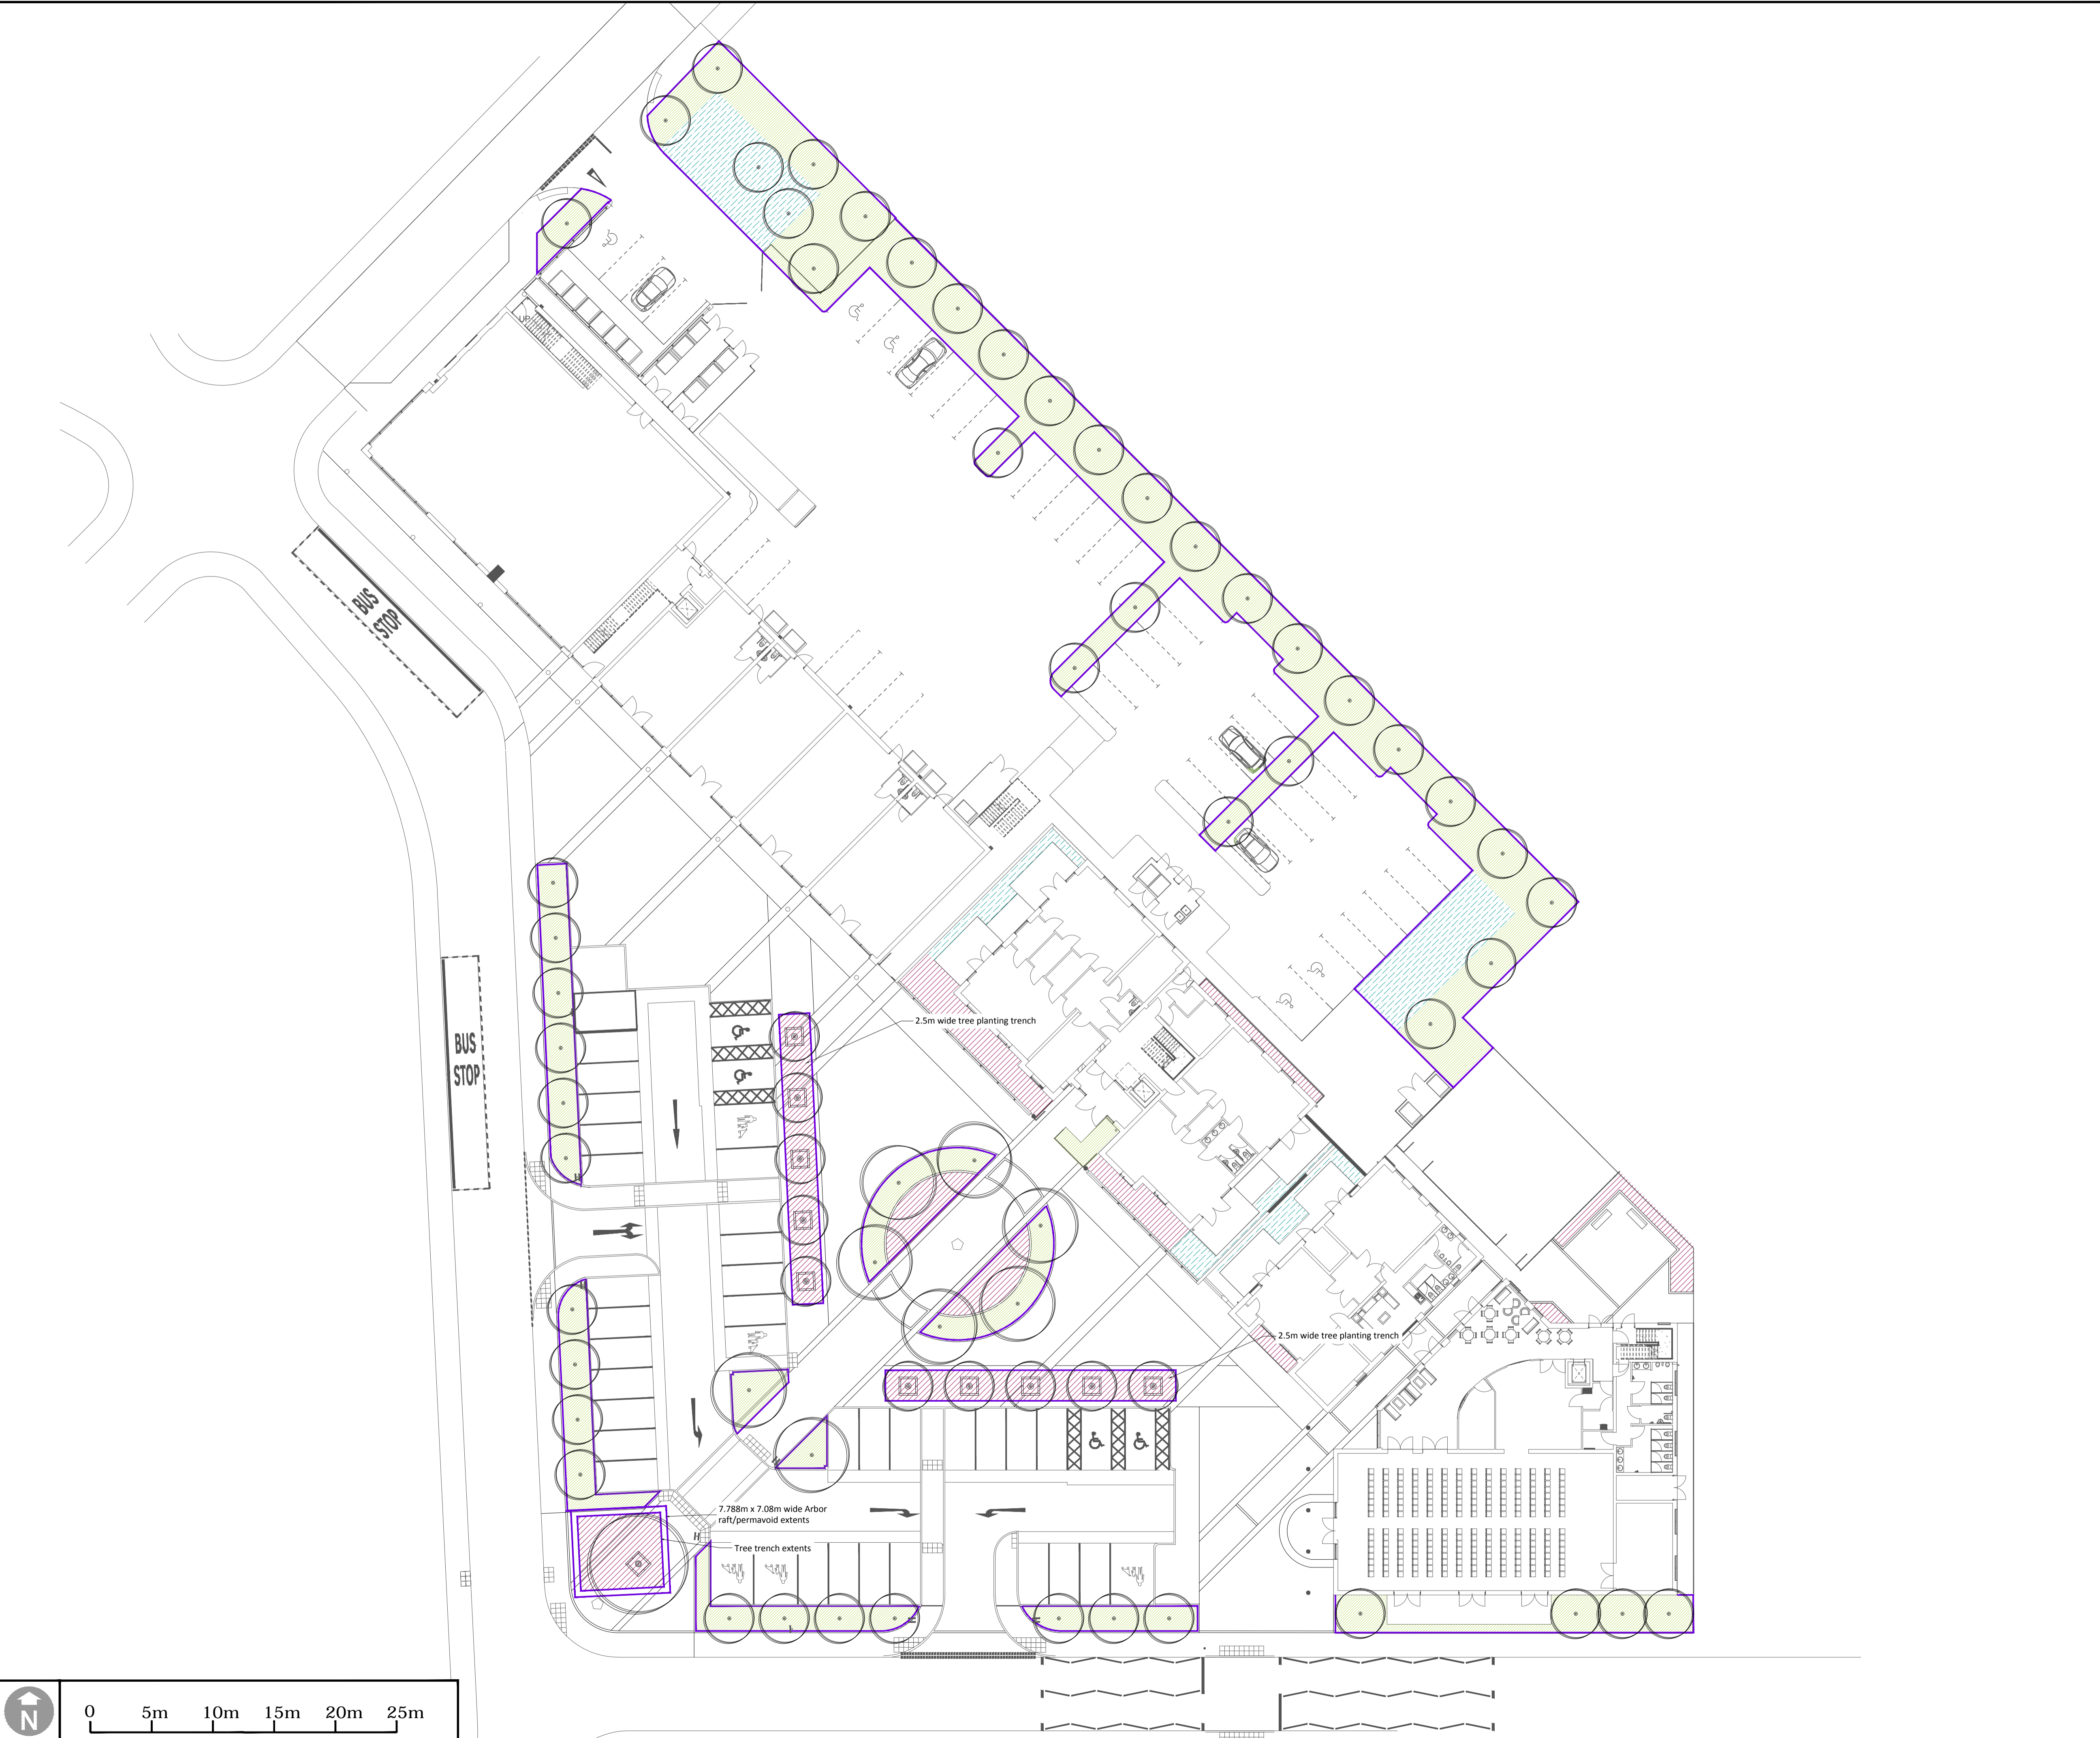 UP
BUS
STOP
2.5m wide tree planting trench
BUS
STOP
H
2.5m wide tree planting trench
7.788m x 7.08m wide Arbor
raft/permavoid extents
H
Tree trench extents
N
0 5m 10m 15m 20m 25m